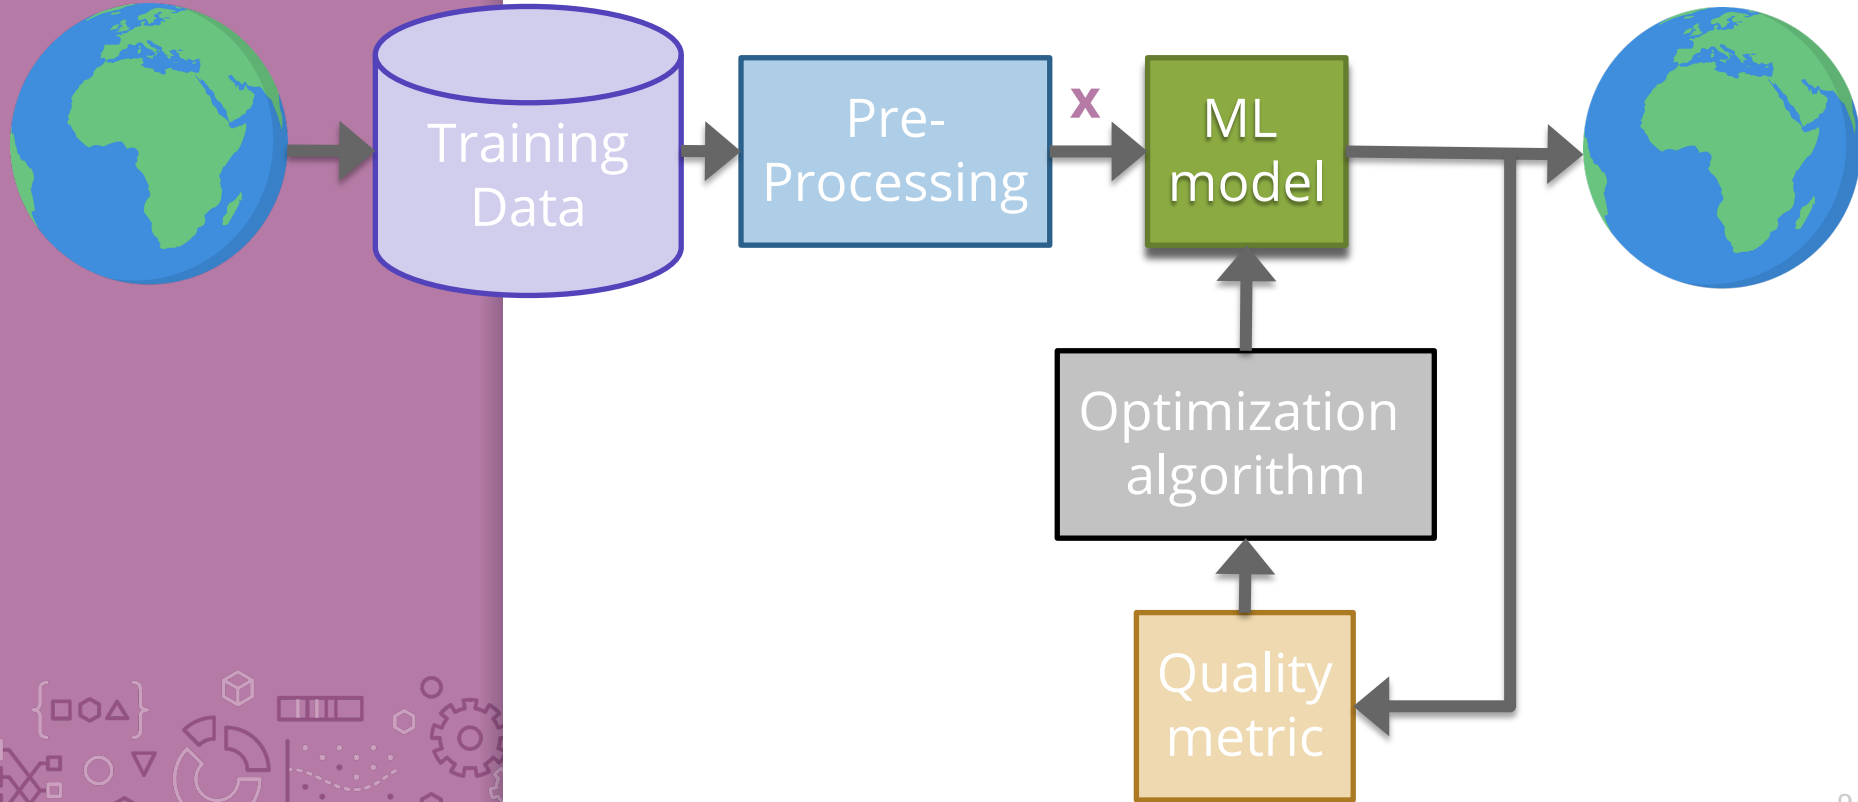 Training
Data
Pre-
Processing
x
ML
model
Optimization
algorithm
Quality
metric